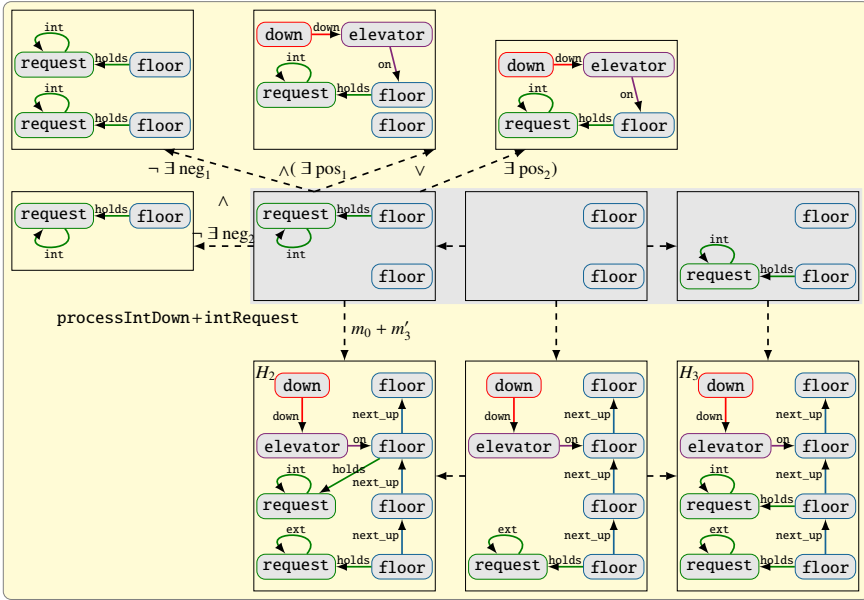 int
request holds floor
int
request holds floor
down down elevator
on
int
request holds floor
floor
down down elevator
on
int
request holds floor
¬ ∃ neg₁
∧( ∃ pos₁
∨
∃ pos₂)
∧
request holds floor
int
¬ ∃ neg₂
request holds floor
int
floor
floor
floor
floor
int
request holds floor
processIntDown+intRequest
m₀ + m′₃
H₂
down floor
down next_up
elevator on floor
int holds
request next_up
floor
ext next_up
request holds floor
down floor
down next_up
elevator on floor
next_up
floor
ext next_up
request holds floor
H₃
down floor
down next_up
elevator on floor
int next_up
request holds floor
ext next_up
request holds floor